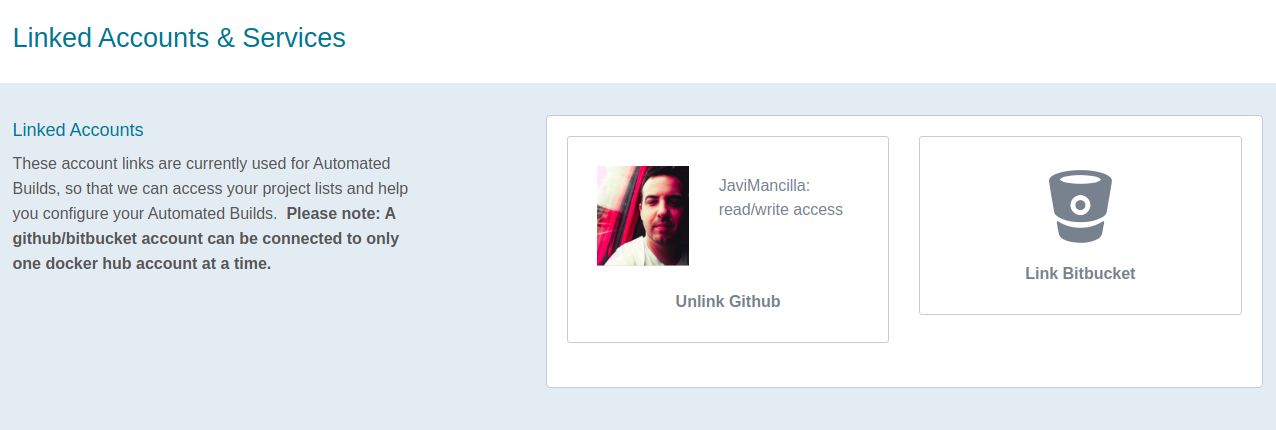 Linked Accounts & Services
Linked Accounts
These account links are currently used for Automated
Builds, so that we can access your project lists and help
you configure your Automated Builds.  Please note: A
github/bitbucket account can be connected to only
one docker hub account at a time.
JaviMancilla:
read/write access
Unlink Github
Link Bitbucket